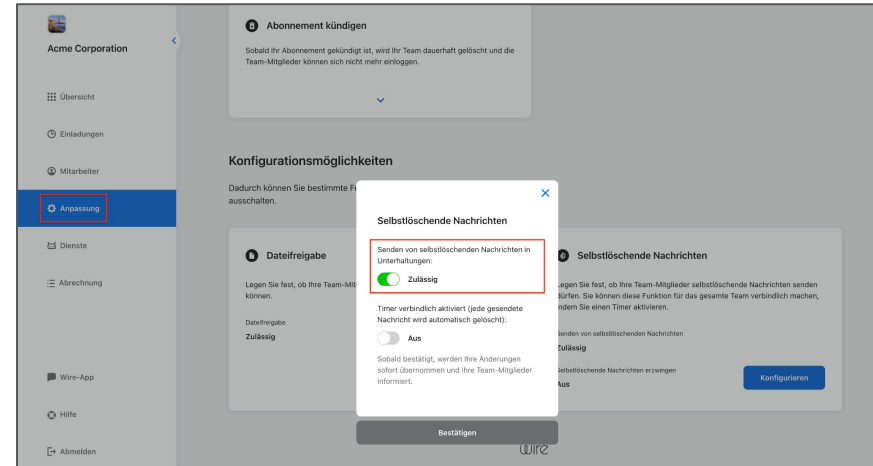 Acme Corporation
Übersicht
Einladungen
Mitarbeiter
Anpassung
Dienste
Abrechnung
Wire-App
Hilfe
Abmelden
Abonnement kündigen
Sobald Ihr Abonnement gekündigt ist, wird Ihr Team dauerhaft gelöscht und die
Team-Mitglieder können sich nicht mehr einloggen.
Konfigurationsmöglichkeiten
Dadurch können Sie bestimmte
ausschalten.
Dateifreigabe
Legen Sie fest, ob Ihre
können.
Dateifreigabe
Zulässig
Selbstlöschende Nachrichten
Senden von selbstlöschenden Nachrichten in
Unterhaltungen:
Zulässig
Timer verbindlich aktiviert (jede gesendete
Nachricht wird automatisch gelöscht):
Aus
Sobald bestätigt, werden Ihre Änderungen
sofort übernommen und Ihre Team-Mitglieder
informiert.
Bestätigen
Selbstlöschende Nachrichten
Legen Sie fest, ob Ihre Team-Mitglieder selbstlöschende Nachrichten senden
dürfen. Sie können diese Funktion für das gesamte Team verbindlich machen,
indem Sie einen Timer aktivieren.
Senden von selbstlöschenden Nachrichten
Zulässig
Selbstlöschende Nachrichten erzwingen
Aus
Konfigurieren
wire